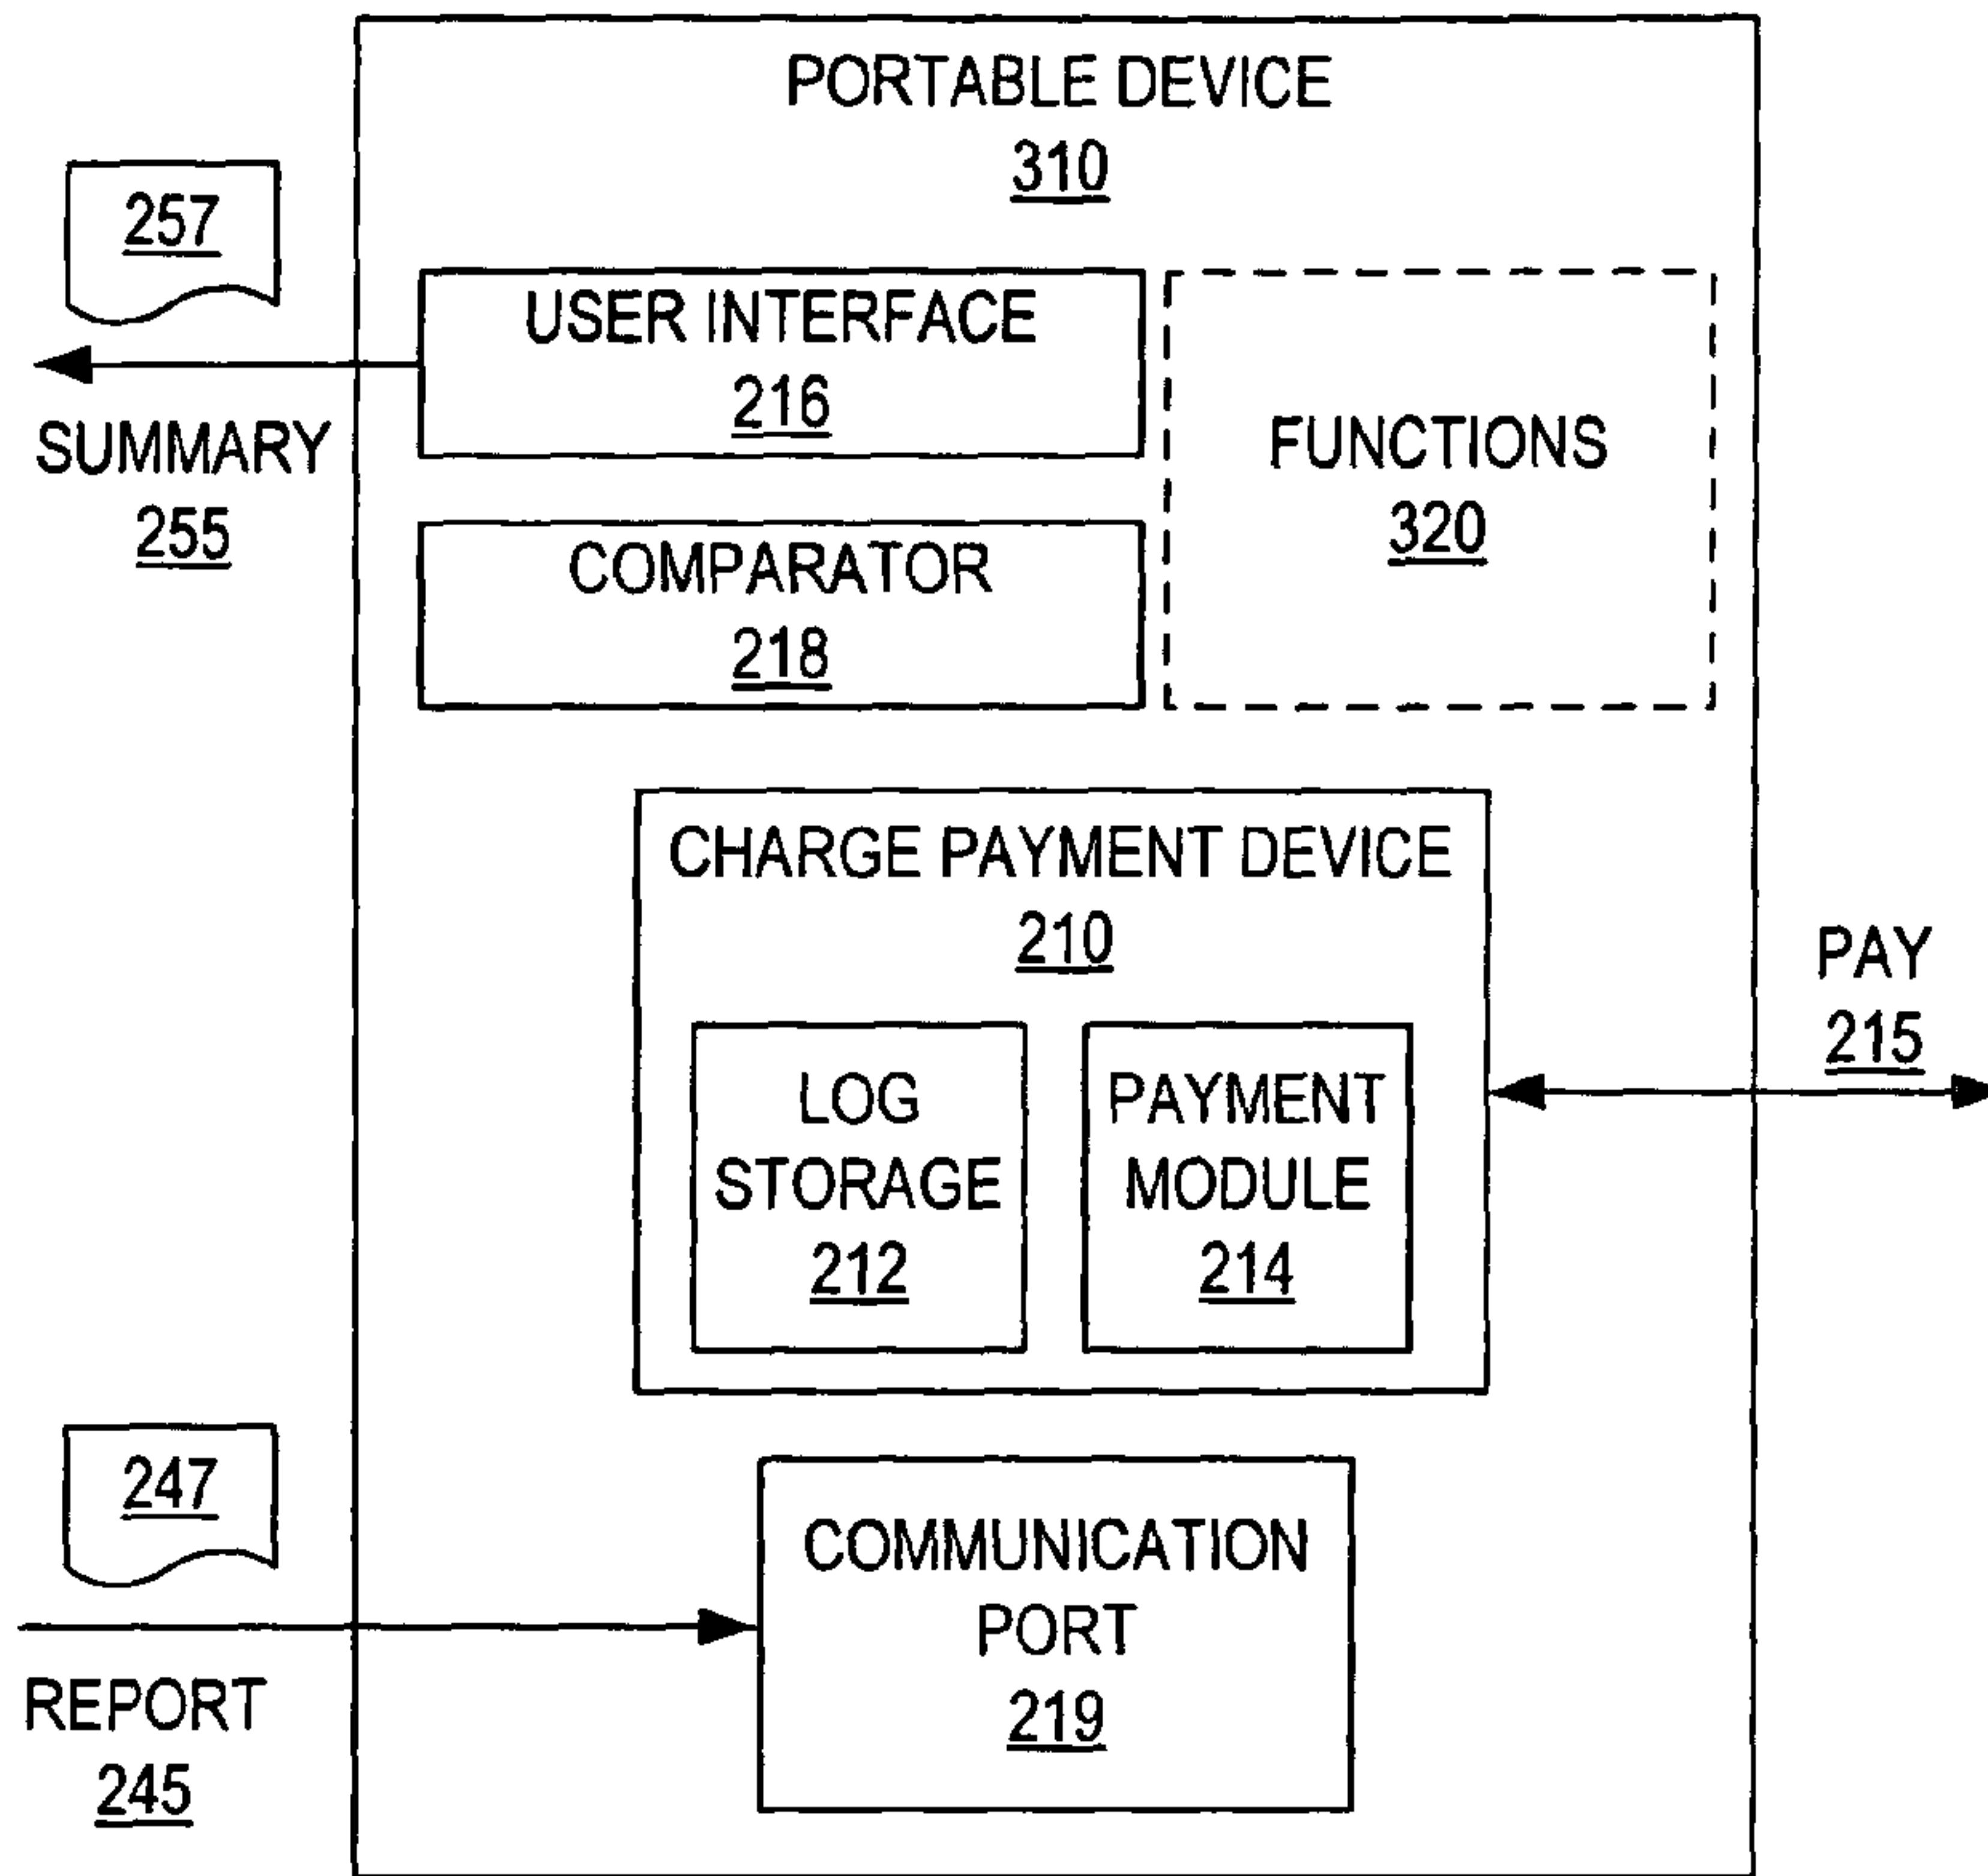 PORTABLE DEVICE
310
257
USER INTERFACE
216
SUMMARY
255
FUNCTIONS
320
COMPARATOR
218
CHARGE PAYMENT DEVICE
210
LOG
STORAGE
212
PAYMENT
MODULE
214
PAY
215
247
COMMUNICATION
PORT
219
REPORT
245